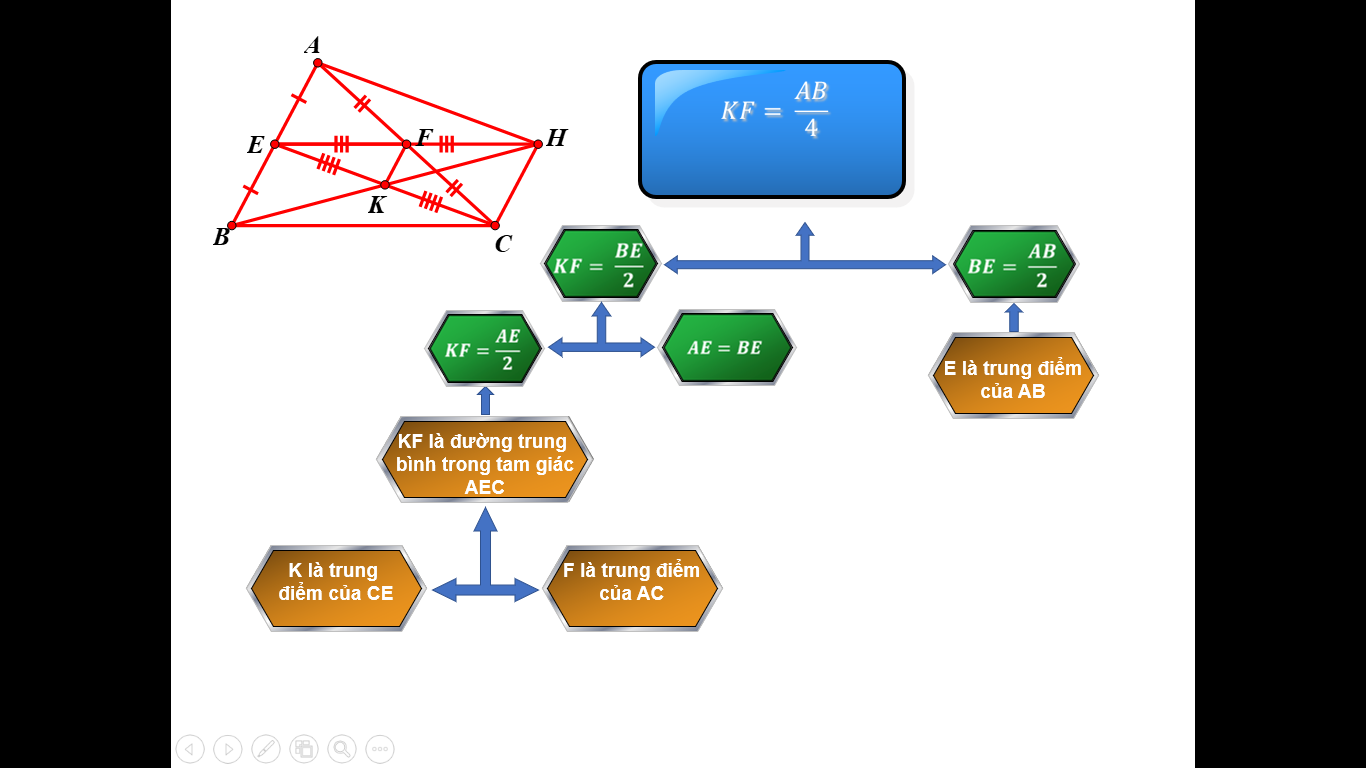 A
E
F
H
K
B
C
KF = AB/4
KF = BE/2
BE = AB/2
KF = AE/2
AE = BE
E là trung điểm
của AB
KF là đường trung
bình trong tam giác
AEC
K là trung
điểm của CE
F là trung điểm
của AC